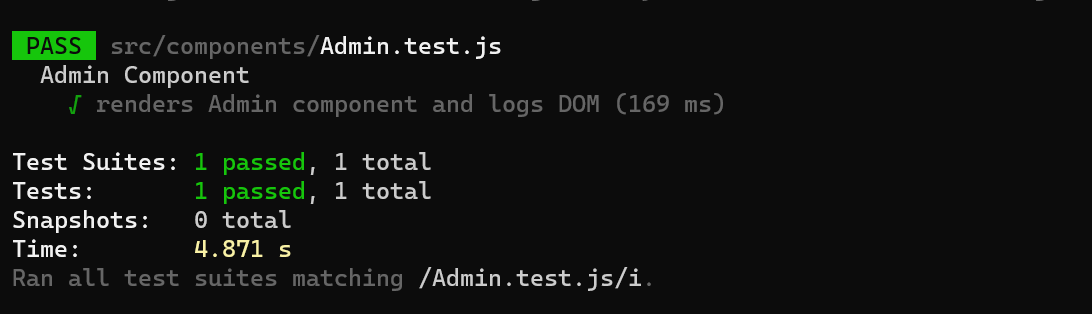 PASS src/components/Admin.test.js
Admin Component
√ renders Admin component and logs DOM (169 ms)
Test Suites: 1 passed, 1 total
Tests: 1 passed, 1 total
Snapshots: 0 total
Time: 4.871 s
Ran all test suites matching /Admin.test.js/i.